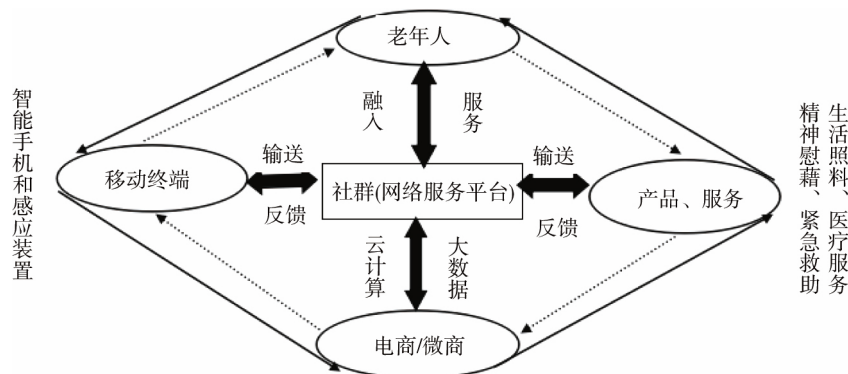 老年人
融入
服务
智能手机和感应装置
移动终端
输送
反馈
社群(网络服务平台)
输送
反馈
产品、服务
生活照料、医疗服务
精神慰藉、紧急救助
云计算
大数据
电商/微商